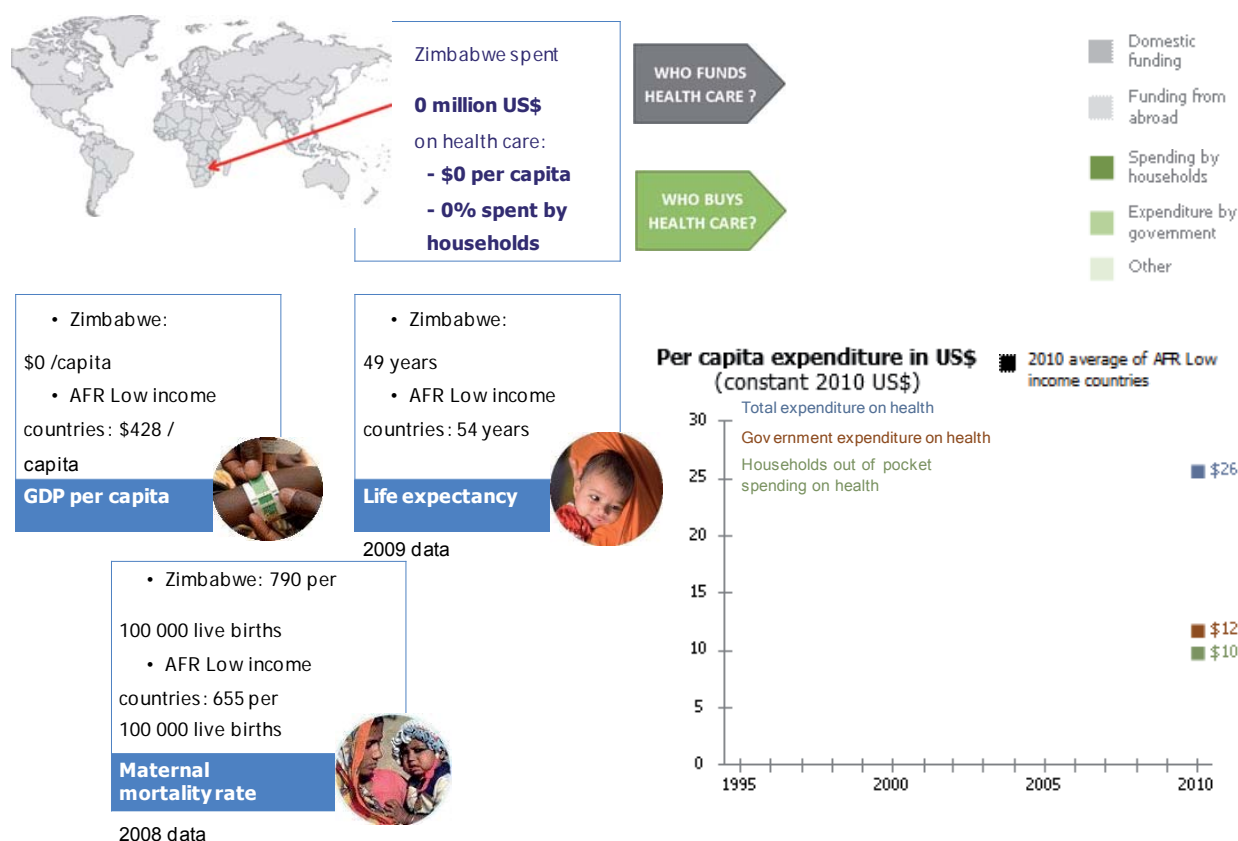 Zimbabwe spent
0 million US$
on health care:
- $0 per capita
- 0% spent by
households
WHO FUNDS
HEALTH CARE ?
WHO BUYS
HEALTH CARE?
Domestic
funding
Funding from
abroad
Spending by
households
Expenditure by
government
Other
• Zimbabwe:
$0 /capita
• AFR Low income
countries: $428 /
capita
GDP per capita
• Zimbabwe:
49 years
• AFR Low income
countries: 54 years
Life expectancy
2009 data
• Zimbabwe: 790 per
100 000 live births
• AFR Low income
countries: 655 per
100 000 live births
Maternal
mortality rate
2008 data
Per capita expenditure in US$
(constant 2010 US$)
2010 average of AFR Low
income countries
Total expenditure on health
Government expenditure on health
Households out of pocket
spending on health
30
25
20
15
10
5
0
$26
$12
$10
1995
2000
2005
2010